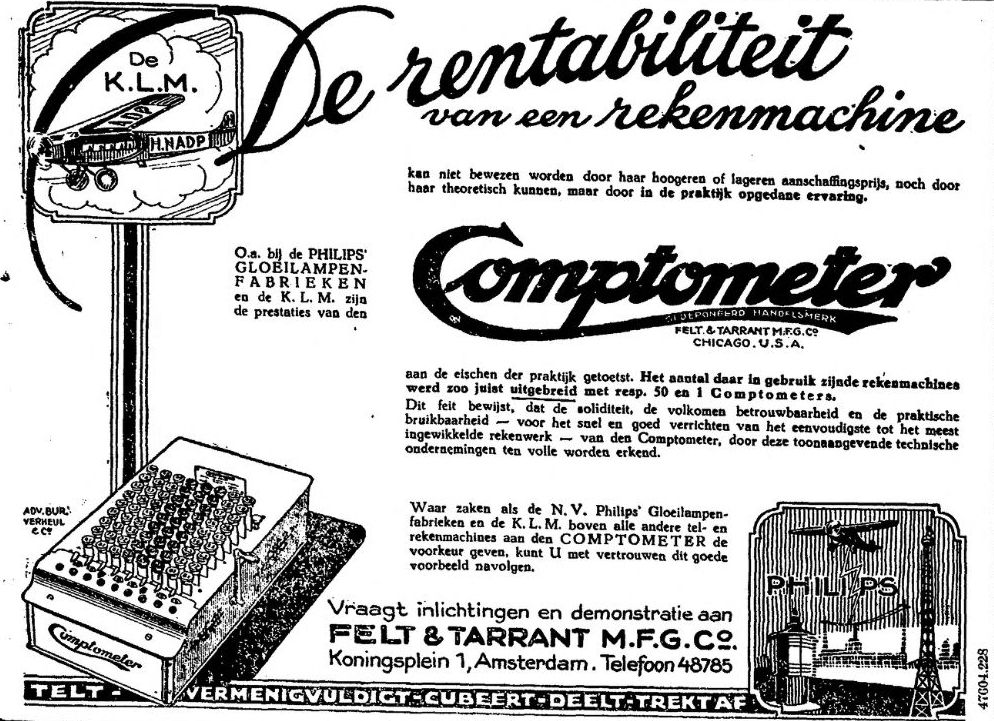 De
K.L.M.
H.NADP
ADP
De rentabiliteit
van een rekenmachine
kan niet bewezen worden door haar hoogeren of lageren aanschaffingsprijs, noch door
haar theoretisch kunnen, maar door in de praktijk opgedane ervaring.
O.a. bij de PHILIPS'
GLOEILAMPEN-
FABRIEKEN
en de K. L. M. zijn
de prestaties van den
Comptometer
GEDEPONEERD HANDELSMERK
FELT. & TARRANT M.F.G. Co
CHICAGO. U.S.A.
aan de eischen der praktijk getoetst. Het aantal daar in gebruik zijnde rekenmachines
werd zoo juist uitgebreid met resp. 50 en 1 Comptometers.
Dit feit bewijst, dat de soliditeit, de volkomen betrouwbaarheid en de praktische
bruikbaarheid — voor het snel en goed verrichten van het eenvoudigste tot het meest
ingewikkelde rekenwerk — van den Comptometer, door deze toonaangevende technische
ondernemingen ten volle worden erkend.
Waar zaken als de N. V. Philips' Gloeilampen-
fabrieken en de K. L. M. boven alle andere tel- en
rekenmachines aan den COMPTOMETER de
voorkeur geven, kunt U met vertrouwen dit goede
voorbeeld navolgen.
ADV. BUR.
VERHEUL
& Co
Comptometer
PHILIPS
Vraagt inlichtingen en demonstratie aan
FELT & TARRANT M.F.G. Co.
Koningsplein 1, Amsterdam. Telefoon 48785
TELT - VERMENIGVULDIGT - CUBEERT - DEELT - TREKT AF
47604.228